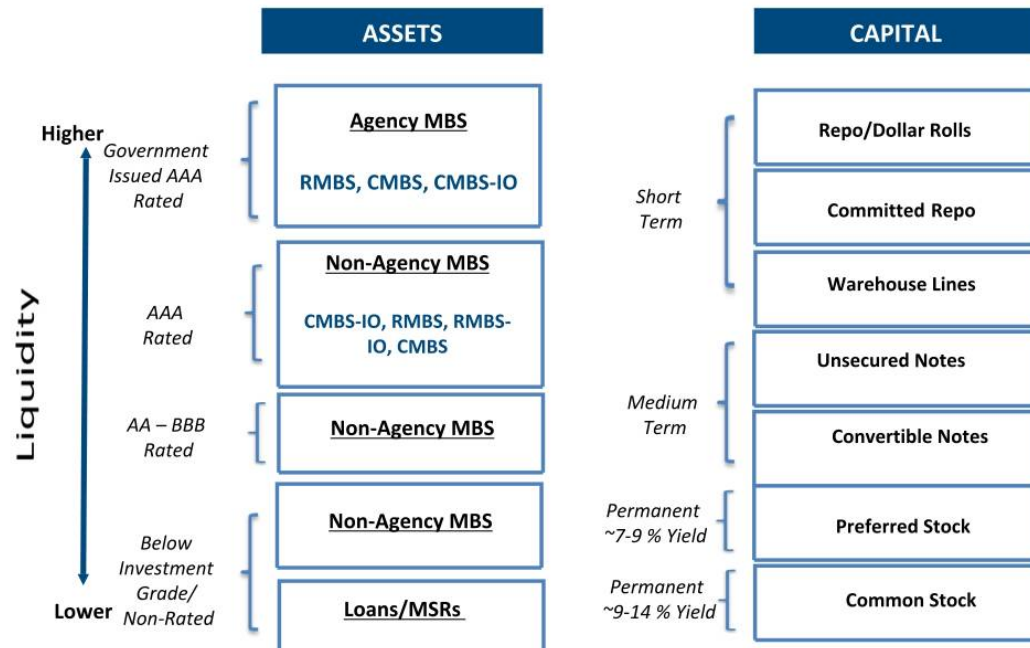 ASSETS
CAPITAL
Liquidity
Higher
Lower
Government
Issued AAA
Rated
Agency MBS
RMBS, CMBS, CMBS-IO
AAA
Rated
Non-Agency MBS
CMBS-IO, RMBS, RMBS-
IO, CMBS
AA – BBB
Rated
Non-Agency MBS
Below
Investment
Grade/
Non-Rated
Non-Agency MBS
Loans/MSRs
Short
Term
Repo/Dollar Rolls
Committed Repo
Warehouse Lines
Medium
Term
Unsecured Notes
Convertible Notes
Permanent
~7-9 % Yield
Preferred Stock
Permanent
~9-14 % Yield
Common Stock